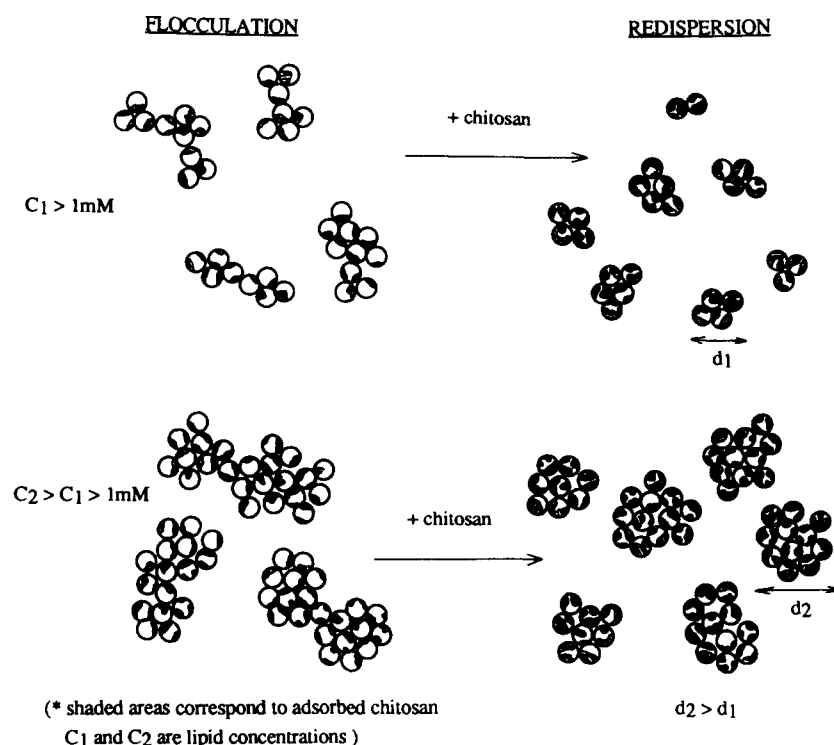 FLOCCULATION
REDISPERSION
+ chitosan
C1 > 1mM
d1
C2 > C1 > 1mM
+ chitosan
d2
(* shaded areas correspond to adsorbed chitosan
C1 and C2 are lipid concentrations )
d2 > d1